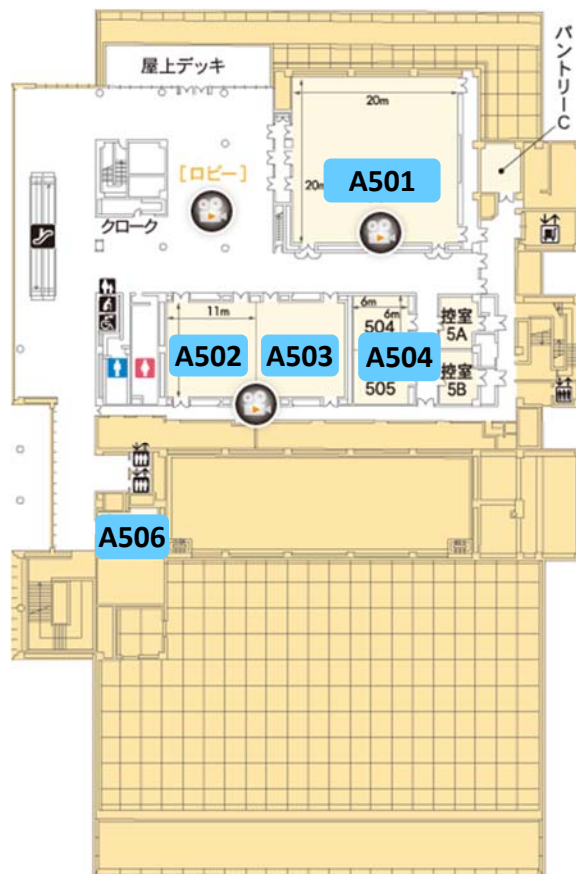 屋上デッキ
パントリーC
20m
20m
A501
[ロビー]
クローク
11m
6m
6m
504
控室
5A
A502
A503
A504
505
控室
5B
A506